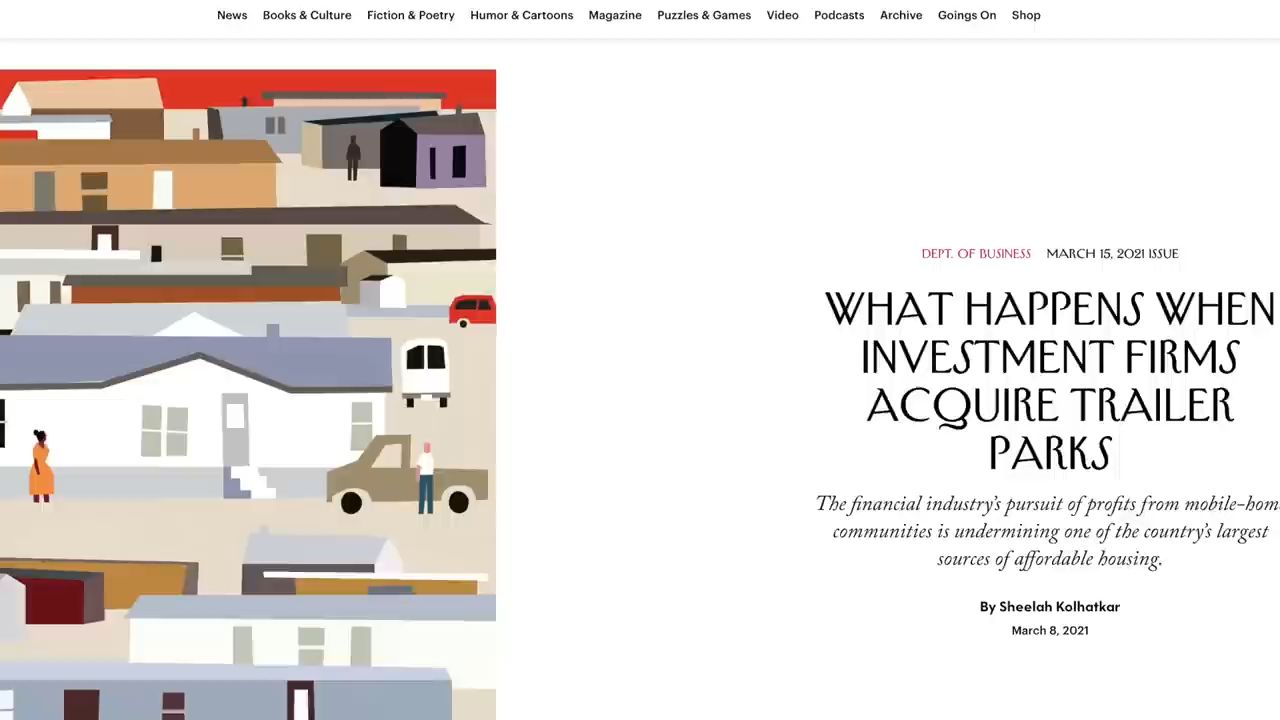 News Books & Culture Fiction & Poetry Humor & Cartoons Magazine Puzzles & Games Video Podcasts Archive Goings On Shop
DEPT. OF BUSINESS MARCH 15, 2021 ISSUE
WHAT HAPPENS WHEN
INVESTMENT FIRMS
ACQUIRE TRAILER
PARKS
The financial industry's pursuit of profits from mobile-hom
communities is undermining one of the country's largest
sources of affordable housing.
By Sheelah Kolhatkar
March 8, 2021